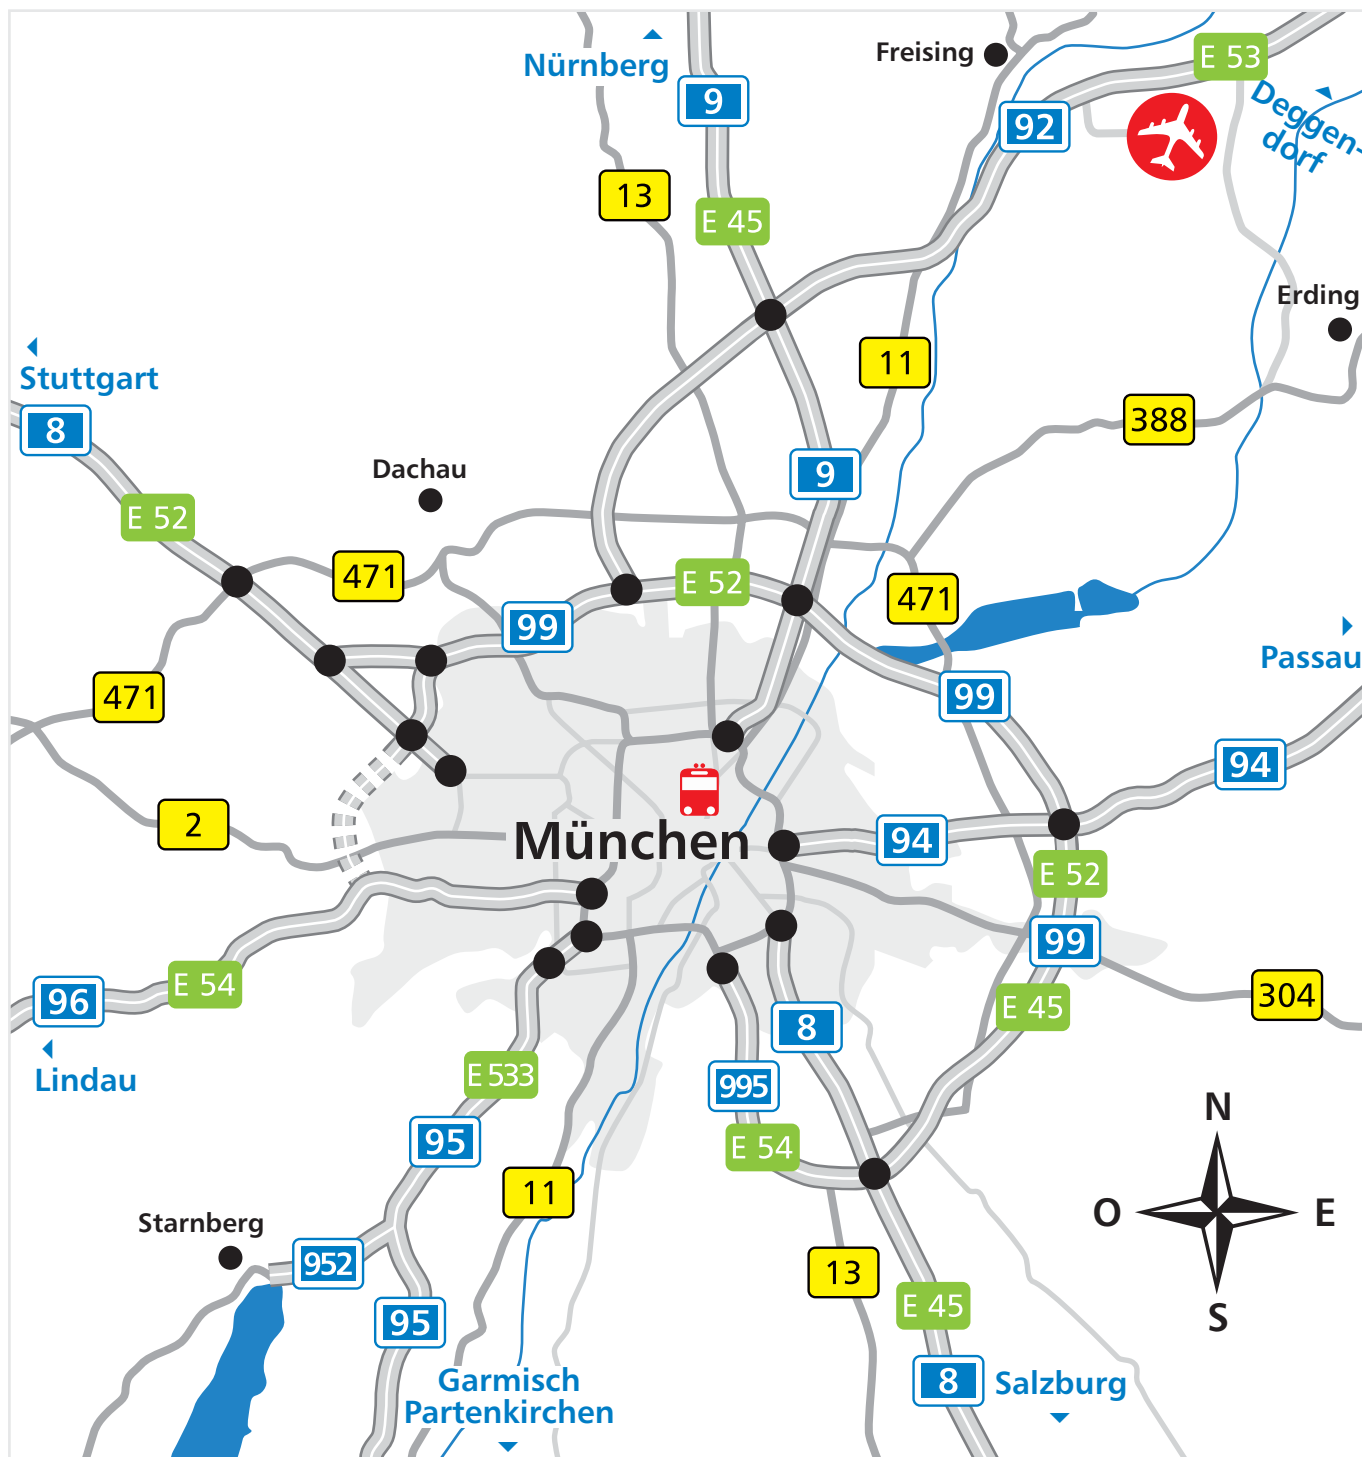 Nürnberg
9
Freising
E 53
92
Deggen-
dorf
13
E 45
Erding
Stuttgart
11
8
388
Dachau
9
E 52
471
E 52
471
99
Passau
471
99
94
2
München
94
E 52
99
E 54
96
304
E 45
8
Lindau
E 533
995
95
E 54
N
11
O
E
Starnberg
952
13
S
95
E 45
Garmisch
Partenkirchen
8
Salzburg